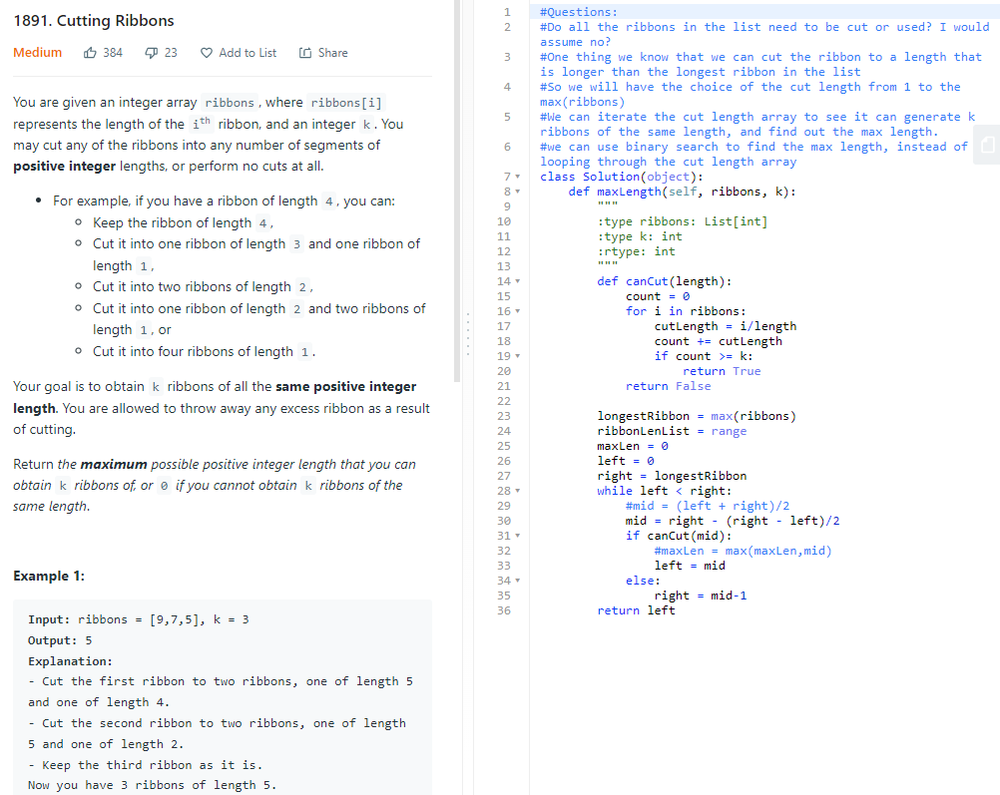 1891. Cutting Ribbons
Medium 384 23 Add to List Share
You are given an integer array ribbons, where ribbons[i]
represents the length of the ith ribbon, and an integer k. You
may cut any of the ribbons into any number of segments of
positive integer lengths, or perform no cuts at all.
• For example, if you have a ribbon of length 4, you can:
◦ Keep the ribbon of length 4,
◦ Cut it into one ribbon of length 3 and one ribbon of
length 1,
◦ Cut it into two ribbons of length 2,
◦ Cut it into one ribbon of length 2 and two ribbons of
length 1, or
◦ Cut it into four ribbons of length 1.
Your goal is to obtain k ribbons of all the same positive integer
length. You are allowed to throw away any excess ribbon as a result
of cutting.
Return the maximum possible positive integer length that you can
obtain k ribbons of, or 0 if you cannot obtain k ribbons of the
same length.
Example 1:
Input: ribbons = [9,7,5], k = 3
Output: 5
Explanation:
- Cut the first ribbon to two ribbons, one of length 5
and one of length 4.
- Cut the second ribbon to two ribbons, one of length
5 and one of length 2.
- Keep the third ribbon as it is.
Now you have 3 ribbons of length 5.
1 #Questions:
2 #Do all the ribbons in the list need to be cut or used? I would
assume no?
3 #One thing we know that we can cut the ribbon to a length that
is longer than the longest ribbon in the list
4 #So we will have the choice of the cut length from 1 to the
max(ribbons)
5 #We can iterate the cut length array to see it can generate k
ribbons of the same length, and find out the max length.
6 #we can use binary search to find the max length, instead of
looping through the cut length array
7 class Solution(object):
8     def maxLength(self, ribbons, k):
9         """
10         :type ribbons: List[int]
11         :type k: int
12         :rtype: int
13         """
14         def canCut(length):
15             count = 0
16             for i in ribbons:
17                 cutLength = i/length
18                 count += cutLength
19                 if count >= k:
20                     return True
21             return False
22
23         longestRibbon = max(ribbons)
24         ribbonLenList = range
25         maxLen = 0
26         left = 0
27         right = longestRibbon
28         while left < right:
29             #mid = (left + right)/2
30             mid = right - (right - left)/2
31             if canCut(mid):
32                 #maxLen = max(maxLen,mid)
33                 left = mid
34             else:
35                 right = mid-1
36         return left